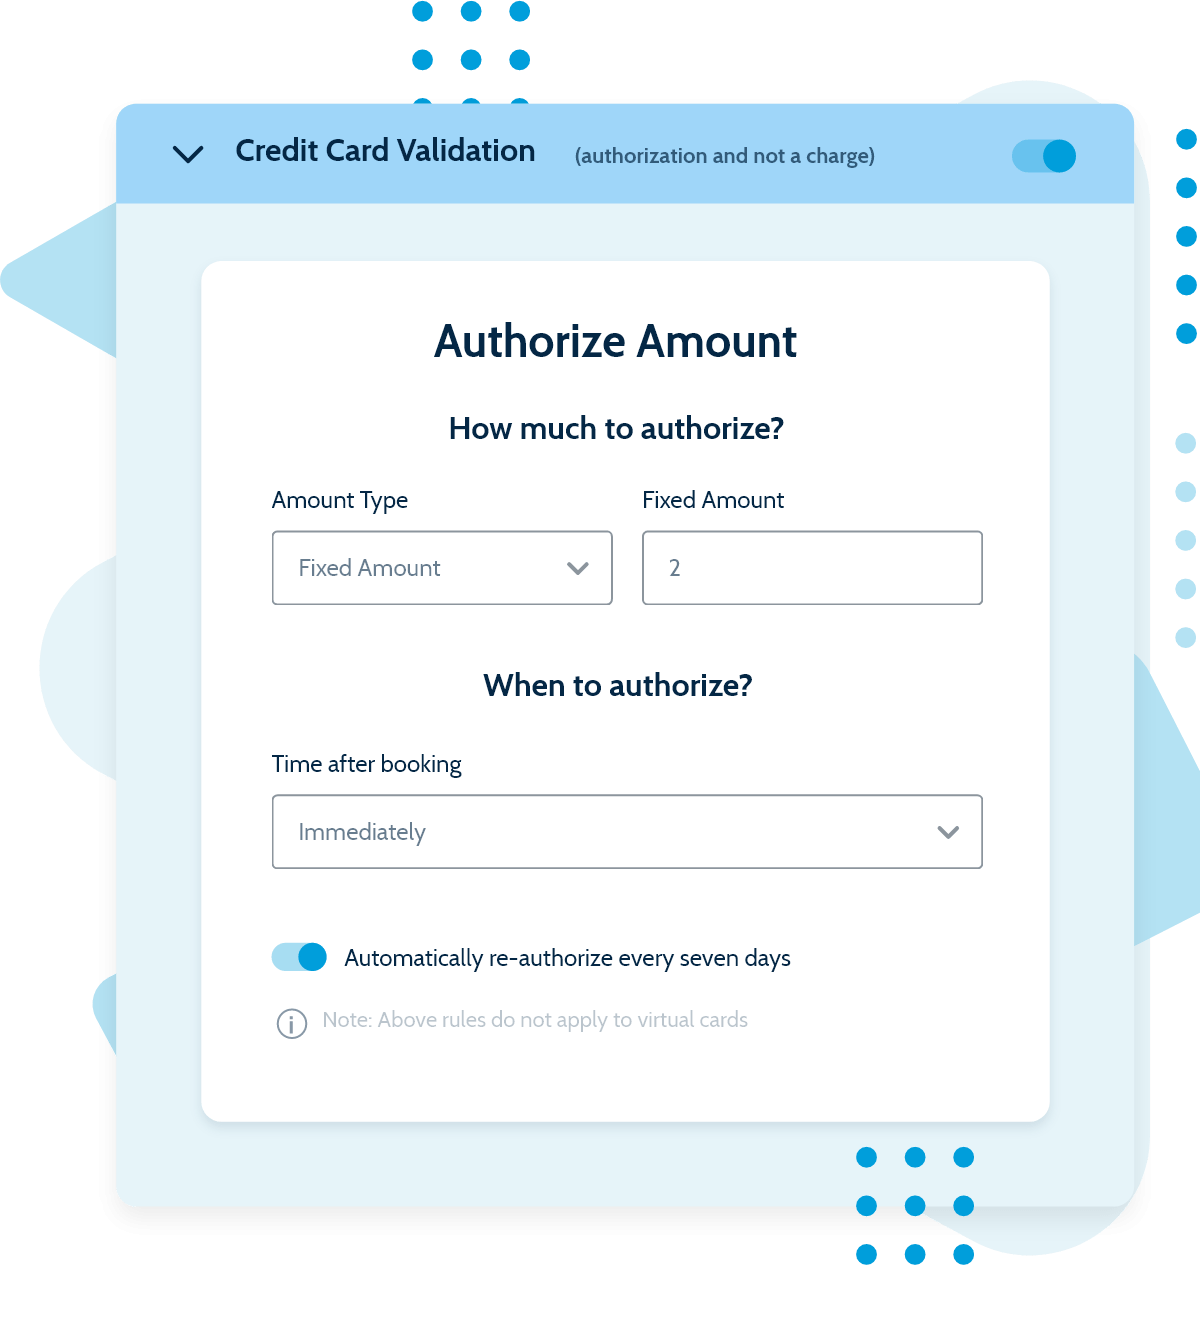 Credit Card Validation (authorization and not a charge)
Authorize Amount
How much to authorize?
Amount Type Fixed Amount
Fixed Amount 2
When to authorize?
Time after booking
Immediately
Automatically re-authorize every seven days
Note: Above rules do not apply to virtual cards